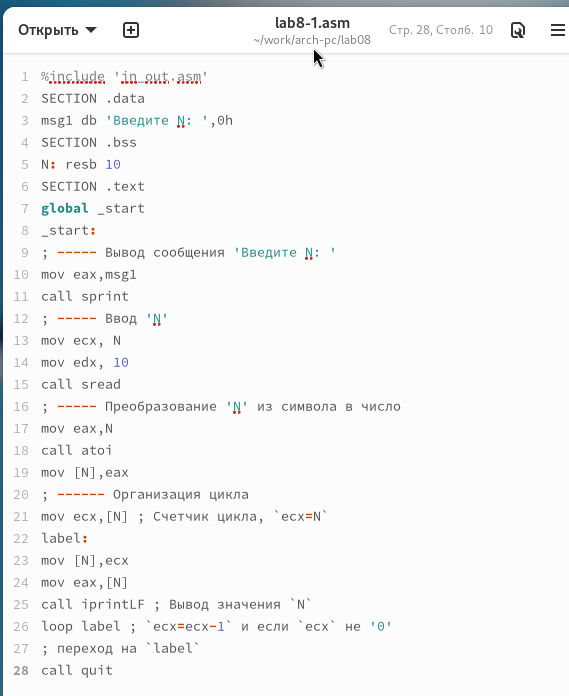 Открыть
lab8-1.asm
~/work/arch-pc/lab08
Стр. 28, Столб. 10
1 %include 'in_out.asm'
2 SECTION .data
3 msg1 db 'Введите N: ',0h
4 SECTION .bss
5 N: resb 10
6 SECTION .text
7 global _start
8 _start:
9 ; ----- Вывод сообщения 'Введите N: '
10 mov eax,msg1
11 call sprint
12 ; ----- Ввод 'N'
13 mov ecx, N
14 mov edx, 10
15 call sread
16 ; ----- Преобразование 'N' из символа в число
17 mov eax,N
18 call atoi
19 mov [N],eax
20 ; ------ Организация цикла
21 mov ecx,[N] ; Счетчик цикла, `ecx=N`
22 label:
23 mov [N],ecx
24 mov eax,[N]
25 call iprintLF ; Вывод значения `N`
26 loop label ; `ecx=ecx-1` и если `ecx` не '0'
27 ; переход на `label`
28 call quit